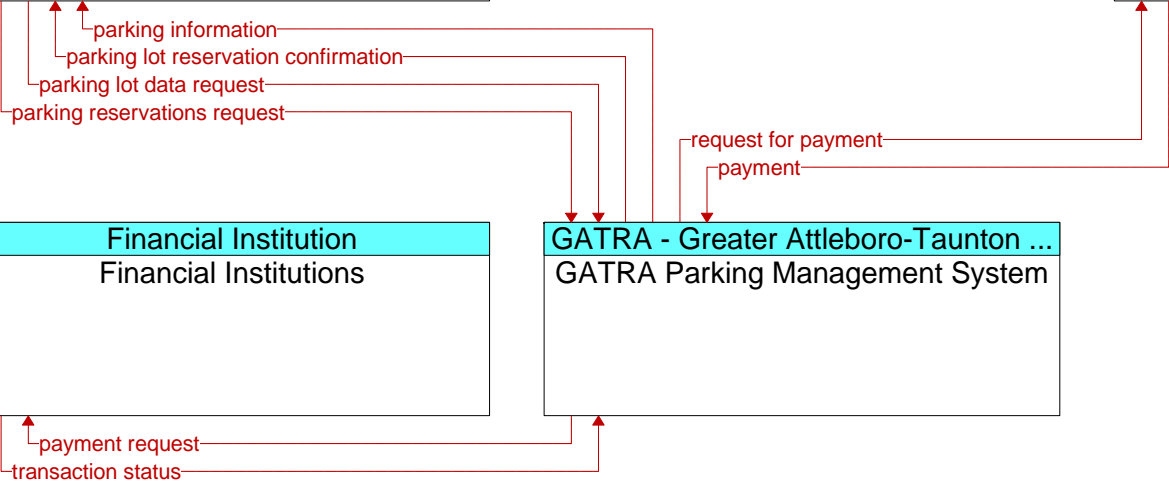 parking information
parking lot reservation confirmation
parking lot data request
parking reservations request
request for payment
payment
Financial Institution
Financial Institutions
GATRA - Greater Attleboro-Taunton ...
GATRA Parking Management System
payment request
transaction status